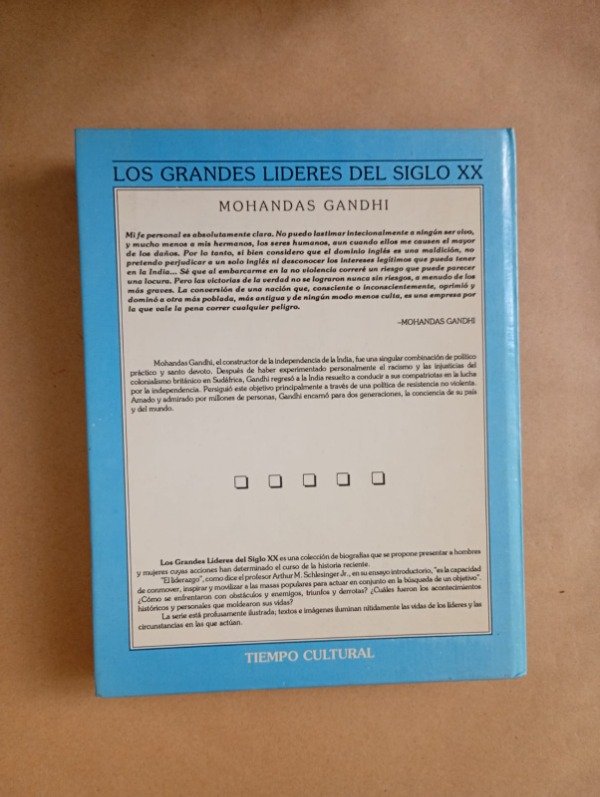 LOS GRANDES LIDERES DEL SIGLO XX
MOHANDAS GANDHI
Mi fe personal es absolutamente clara. No puedo lastimar intecionalmente a ningún ser vivo,
y mucho menos a mis hermanos, los seres humanos, aun cuando ellos me causen el mayor
de los daños. Por lo tanto, si bien considero que el dominio inglés es una maldición, no
pretendo perjudicar a un solo inglés ni desconocer los intereses legítimos que pueda tener
en la India... Sé que al embarcarme en la no violencia correré un riesgo que puede parecer
una locura. Pero las victorias de la verdad no se lograron nunca sin riesgos, a menudo de los
más graves. La conversión de una nación que, consciente o inconscientemente, oprimió y
dominó a otra más poblada, más antigua y de ningún modo menos culta, es una empresa por
la que vale la pena correr cualquier peligro.
–MOHANDAS GANDHI
Mohandas Gandhi, el constructor de la independencia de la India, fue una singular combinación de político
práctico y santo devoto. Después de haber experimentado personalmente el racismo y las injusticias del
colonialismo británico en Sudáfrica, Gandhi regresó a la India resuelto a conducir a sus compatriotas en la lucha
por la independencia. Persiguió este objetivo principalmente a través de una política de resistencia no violenta.
Amado y admirado por millones de personas, Gandhi encarnó para dos generaciones, la conciencia de su país
y del mundo.
Los Grandes Líderes del Siglo XX es una colección de biografías que se propone presentar a hombres
y mujeres cuyas acciones han determinado el curso de la historia reciente.
"El liderazgo", como dice el profesor Arthur M. Schlesinger Jr., en su ensayo introductorio, "es la capacidad
de conmover, inspirar y movilizar a las masas populares para actuar en conjunto en la búsqueda de un objetivo".
¿Cómo se enfrentaron con obstáculos y enemigos, triunfos y derrotas? ¿Cuáles fueron los acontecimientos
históricos y personales que moldearon sus vidas?
La serie está profusamente ilustrada; textos e imágenes iluminan nítidamente las vidas de los líderes y las
circunstancias en las que actúan.
TIEMPO CULTURAL